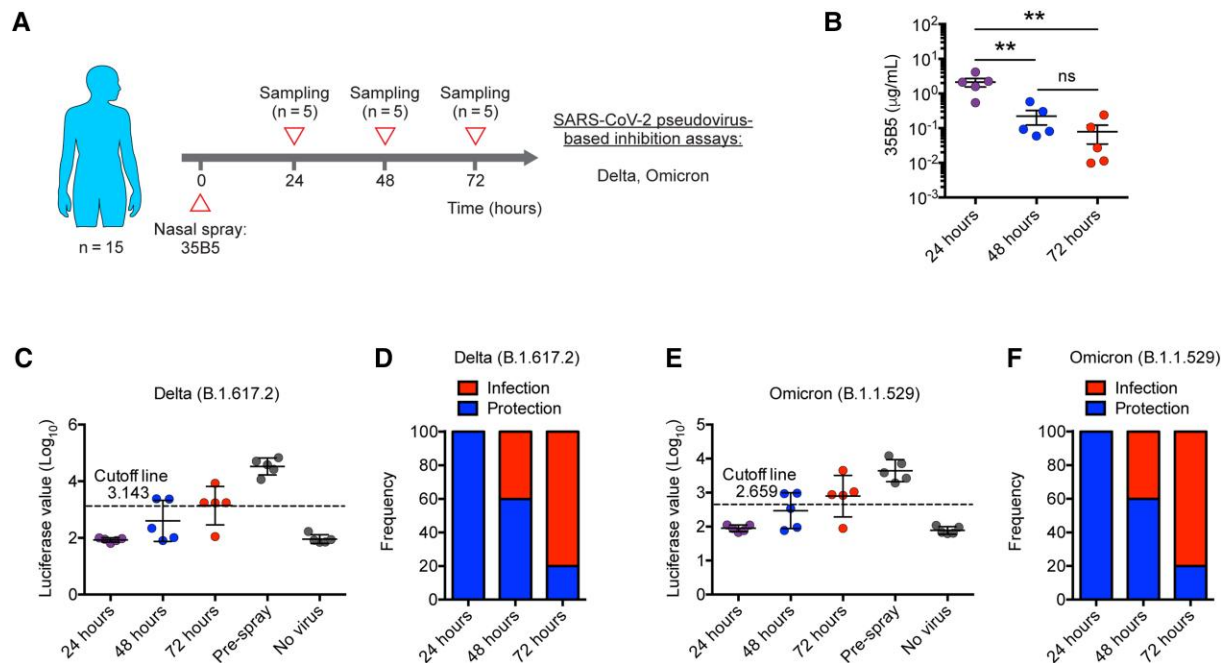 A
n = 15
Sampling
(n = 5)
Sampling
(n = 5)
Sampling
(n = 5)
0
24
48
72
Time (hours)
Nasal spray:
35B5
SARS-CoV-2 pseudovirus-
based inhibition assays:
Delta, Omicron
B
35B5 (μg/mL)
10²
10¹
10⁰
10⁻¹
10⁻²
10⁻³
**
**
ns
24 hours
48 hours
72 hours
C
Delta (B.1.617.2)
Luciferase value (Log₁₀)
6
4
2
0
Cutoff line
3.143
24 hours
48 hours
72 hours
Pre-spray
No virus
D
Delta (B.1.617.2)
Infection
Protection
Frequency
100
80
60
40
20
0
24 hours
48 hours
72 hours
E
Omicron (B.1.1.529)
Luciferase value (Log₁₀)
5
4
3
2
1
0
Cutoff line
2.659
24 hours
48 hours
72 hours
Pre-spray
No virus
F
Omicron (B.1.1.529)
Infection
Protection
Frequency
100
80
60
40
20
0
24 hours
48 hours
72 hours